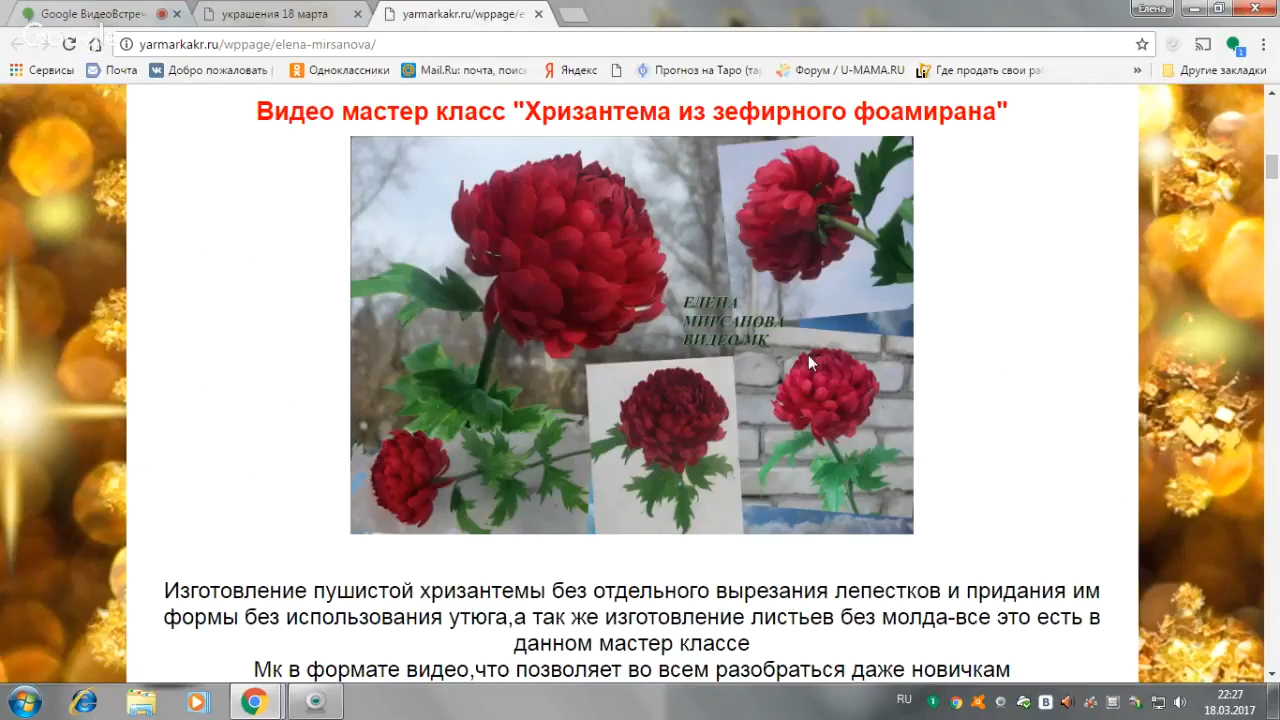 Google ВидеоВстреч
украшения 18 марта
yarmarkakr.ru/wppage/e
Елена
yarmarkakr.ru/wppage/elena-mirsanova/
Сервисы
Почта
Добро пожаловать
Одноклассники
Mail.Ru: почта, поиск
Яндекс
Прогноз на Таро (тар
Форум / U-MAMA.RU
Где продать свои ра
»
Другие закладки
Видео мастер класс "Хризантема из зефирного фоамирана"
ЕЛЕНА
МИРСАНОВА
ВИДЕО МК
Изготовление пушистой хризантемы без отдельного вырезания лепестков и придания им
формы без использования утюга,а так же изготовление листьев без молда-все это есть в
данном мастер классе
Мк в формате видео,что позволяет во всем разобраться даже новичкам
RU
22:27
18.03.2017